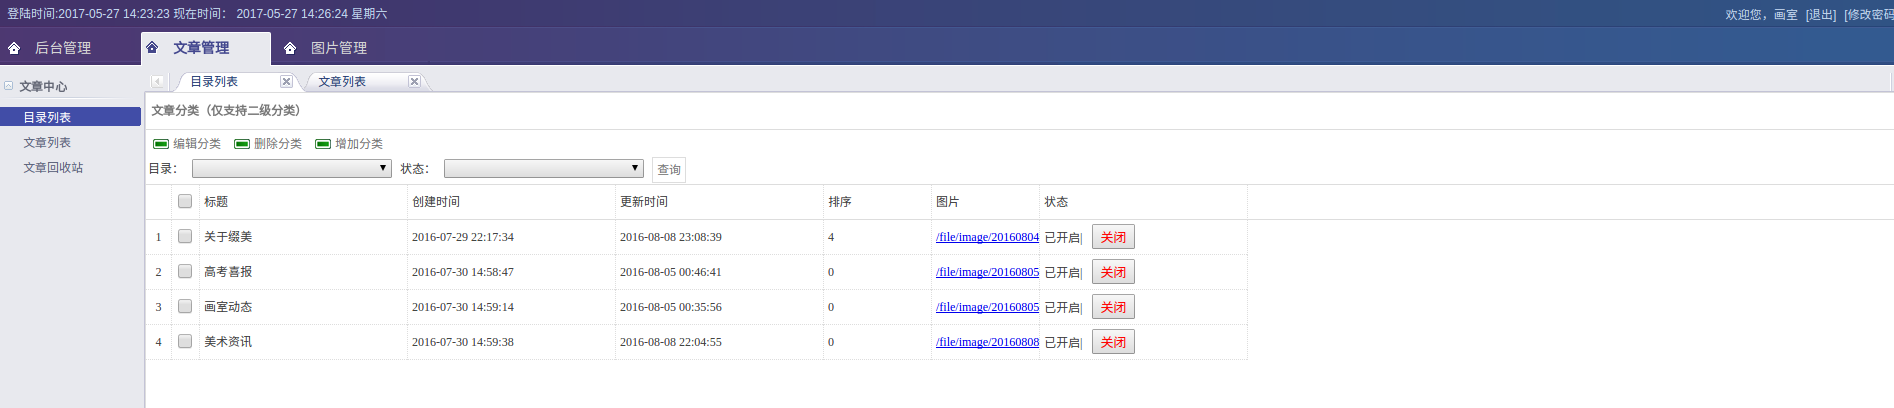 登陆时间:2017-05-27 14:23:23 现在时间： 2017-05-27 14:26:24 星期六
欢迎您，画室 [退出] [修改密码
后台管理 文章管理 图片管理
文章中心 目录列表 文章列表
目录列表
文章列表
文章回收站
文章分类（仅支持二级分类）
编辑分类 删除分类 增加分类
目录： 状态： 查询
标题 创建时间 更新时间 排序 图片 状态
1 关于缀美 2016-07-29 22:17:34 2016-08-08 23:08:39 4 /file/image/20160804 已开启| 关闭
2 高考喜报 2016-07-30 14:58:47 2016-08-05 00:46:41 0 /file/image/20160805 已开启| 关闭
3 画室动态 2016-07-30 14:59:14 2016-08-05 00:35:56 0 /file/image/20160805 已开启| 关闭
4 美术资讯 2016-07-30 14:59:38 2016-08-08 22:04:55 0 /file/image/20160808 已开启| 关闭